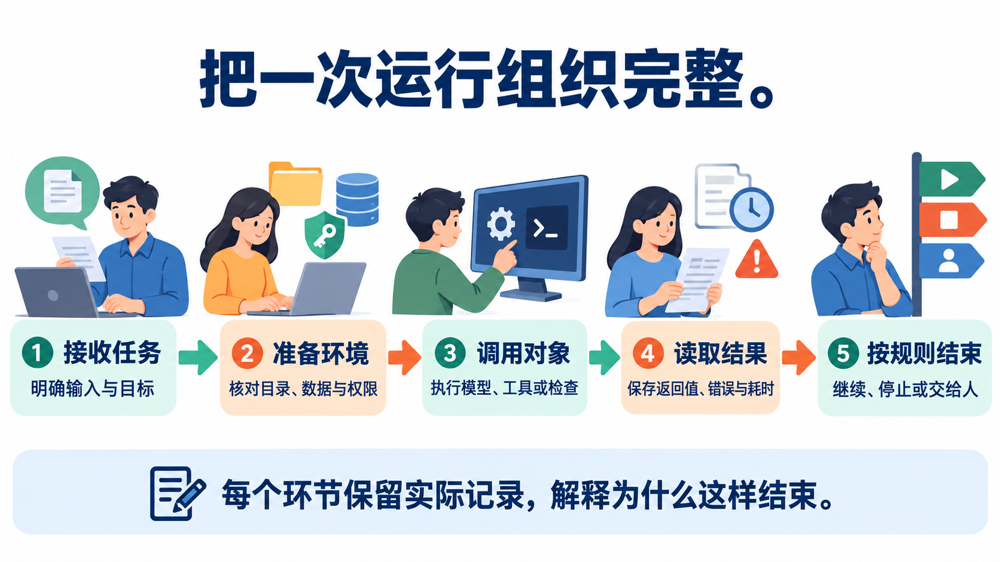 把一次运行组织完整。
1 接收任务
明确输入与目标
2 准备环境
核对目录、数据与权限
3 调用对象
执行模型、工具或检查
4 读取结果
保存返回值、错误与耗时
5 按规则结束
继续、停止或交给人
每个环节保留实际记录，解释为什么这样结束。